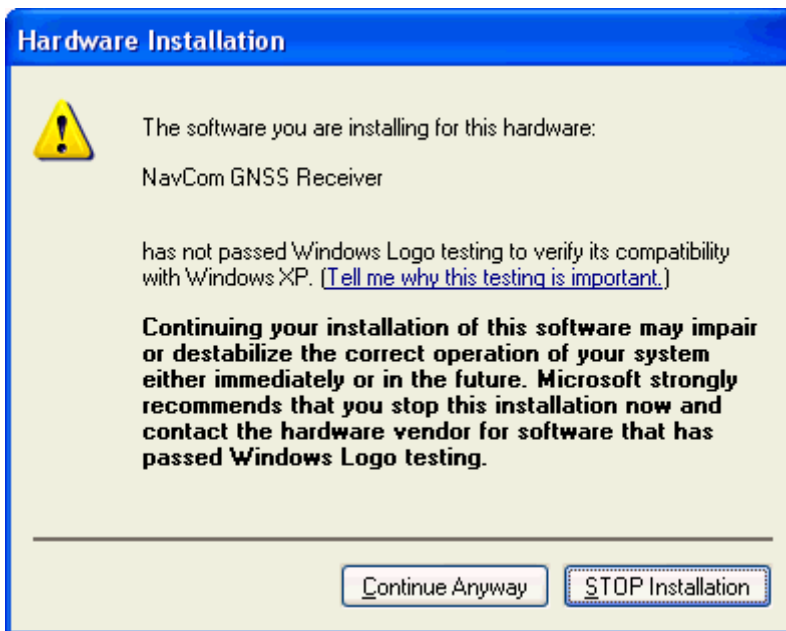 Hardware Installation
The software you are installing for this hardware:
NavCom GNSS Receiver
has not passed Windows Logo testing to verify its compatibility
with Windows XP. (Tell me why this testing is important.)
Continuing your installation of this software may impair
or destabilize the correct operation of your system
either immediately or in the future. Microsoft strongly
recommends that you stop this installation now and
contact the hardware vendor for software that has
passed Windows Logo testing.
Continue Anyway STOP Installation